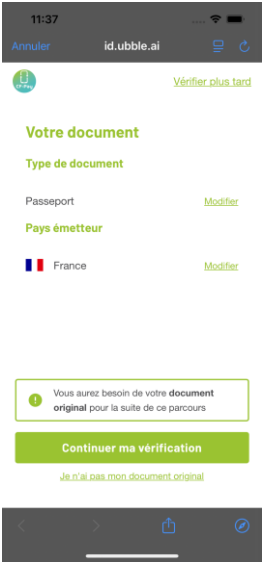 11:37
Annuler id.ubble.ai
Vérifier plus tard
Votre document
Type de document
Passeport Modifier
Pays émetteur
France Modifier
Vous aurez besoin de votre document
original pour la suite de ce parcours
Continuer ma vérification
Je n'ai pas mon document original